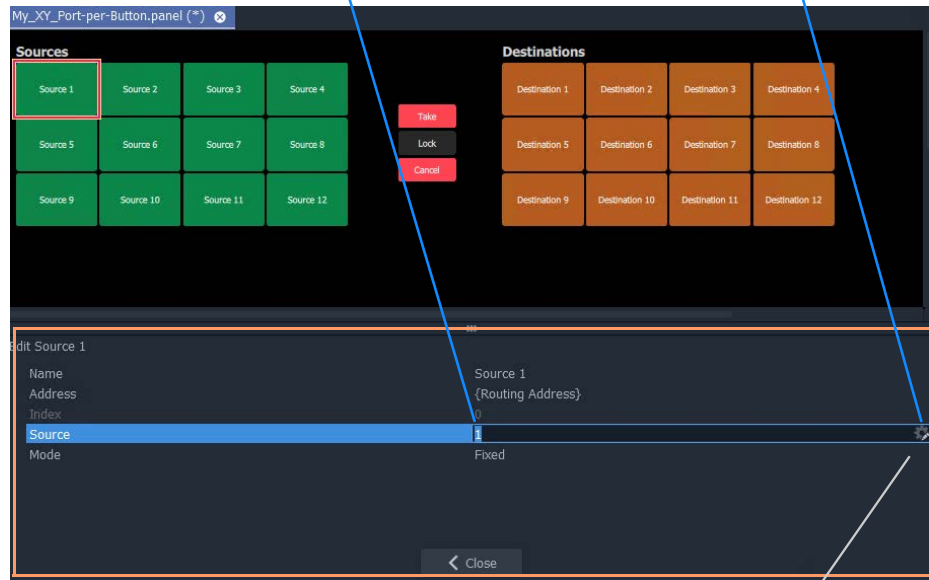 My_XY_Port-per-Button.panel (*)
Sources
Destinations
Source 1 Source 2 Source 3 Source 4
Destination 1 Destination 2 Destination 3 Destination 4
Take
Source 5 Source 6 Source 7 Source 8
Lock
Destination 5 Destination 6 Destination 7 Destination 8
Cancel
Source 9 Source 10 Source 11 Source 12
Destination 9 Destination 10 Destination 11 Destination 12
Edit Source 1
Name Source 1
Address {Routing Address}
Index 0
Source 1
Mode Fixed
Close